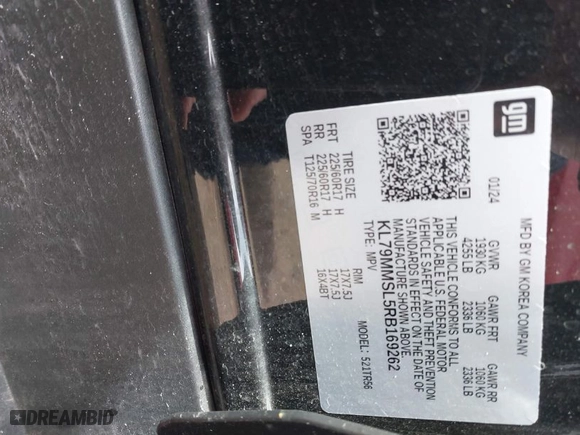 gm
MFD BY GM KOREA COMPANY
01/24 GVWR GAWR FRT GAWR RR
1930 KG 1060 KG 1060 KG
4255 LB 2336 LB 2336 LB
THIS VEHICLE CONFORMS TO ALL
APPLICABLE U.S. FEDERAL MOTOR
VEHICLE SAFETY AND THEFT PREVENTION
STANDARDS IN EFFECT ON THE DATE OF
MANUFACTURE SHOWN ABOVE.
KL79MMSL5RB169262
TYPE: MPV MODEL: 521TR56
TIRE SIZE RIM
FRT 225/60R17 H 17X7.5J
RR 225/60R17 H 17X7.5J
SPA T125/70R16 M 16X4BT
DREAMBID